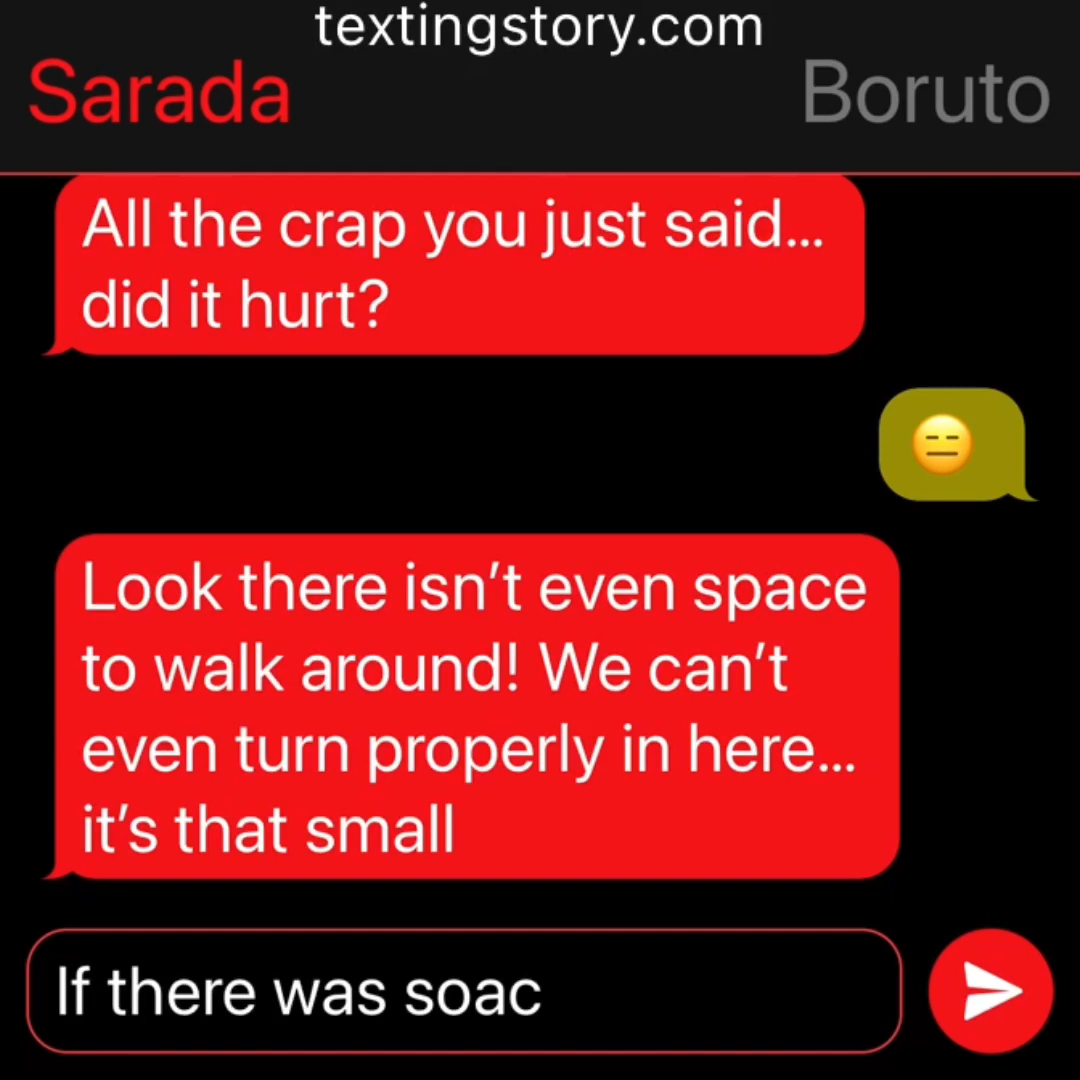 textingstory.com
Sarada Boruto
All the crap you just said...
did it hurt?
😑
Look there isn’t even space
to walk around! We can’t
even turn properly in here...
it’s that small
If there was soac